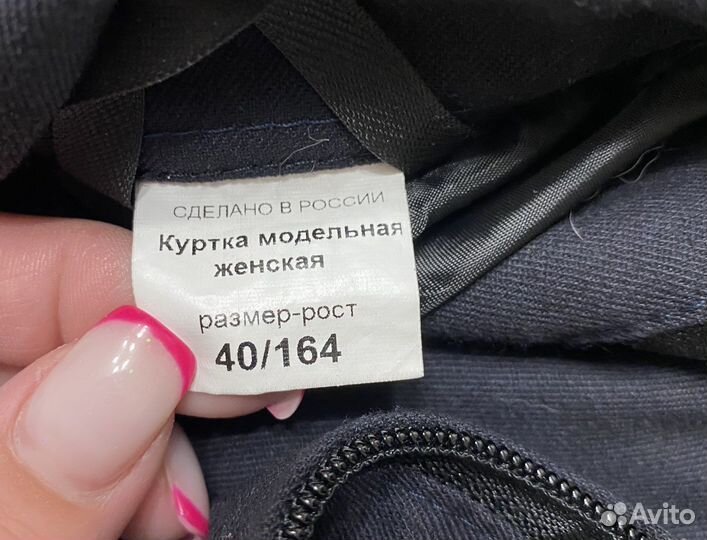 СДЕЛАНО В РОССИИ
Куртка модельная
женская
размер-рост
40/164
Avito